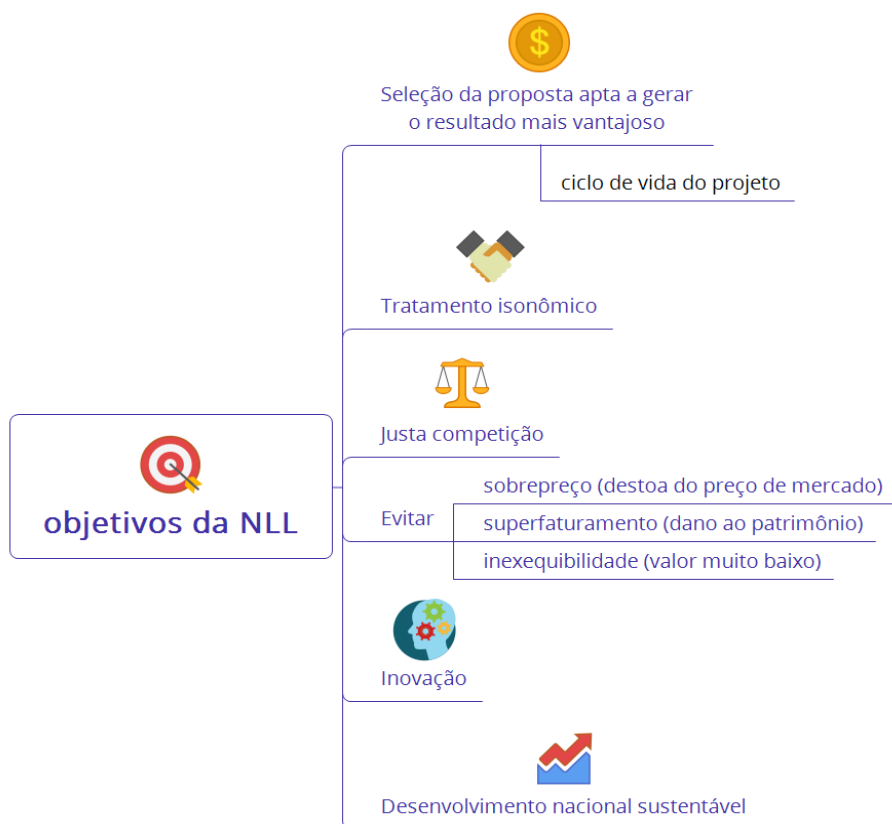 $
Seleção da proposta apta a gerar
o resultado mais vantajoso
ciclo de vida do projeto
Tratamento isonômico
Justa competição
objetivos da NLL
Evitar
sobrepreço (destoa do preço de mercado)
superfaturamento (dano ao patrimônio)
inexequibilidade (valor muito baixo)
Inovação
Desenvolvimento nacional sustentável